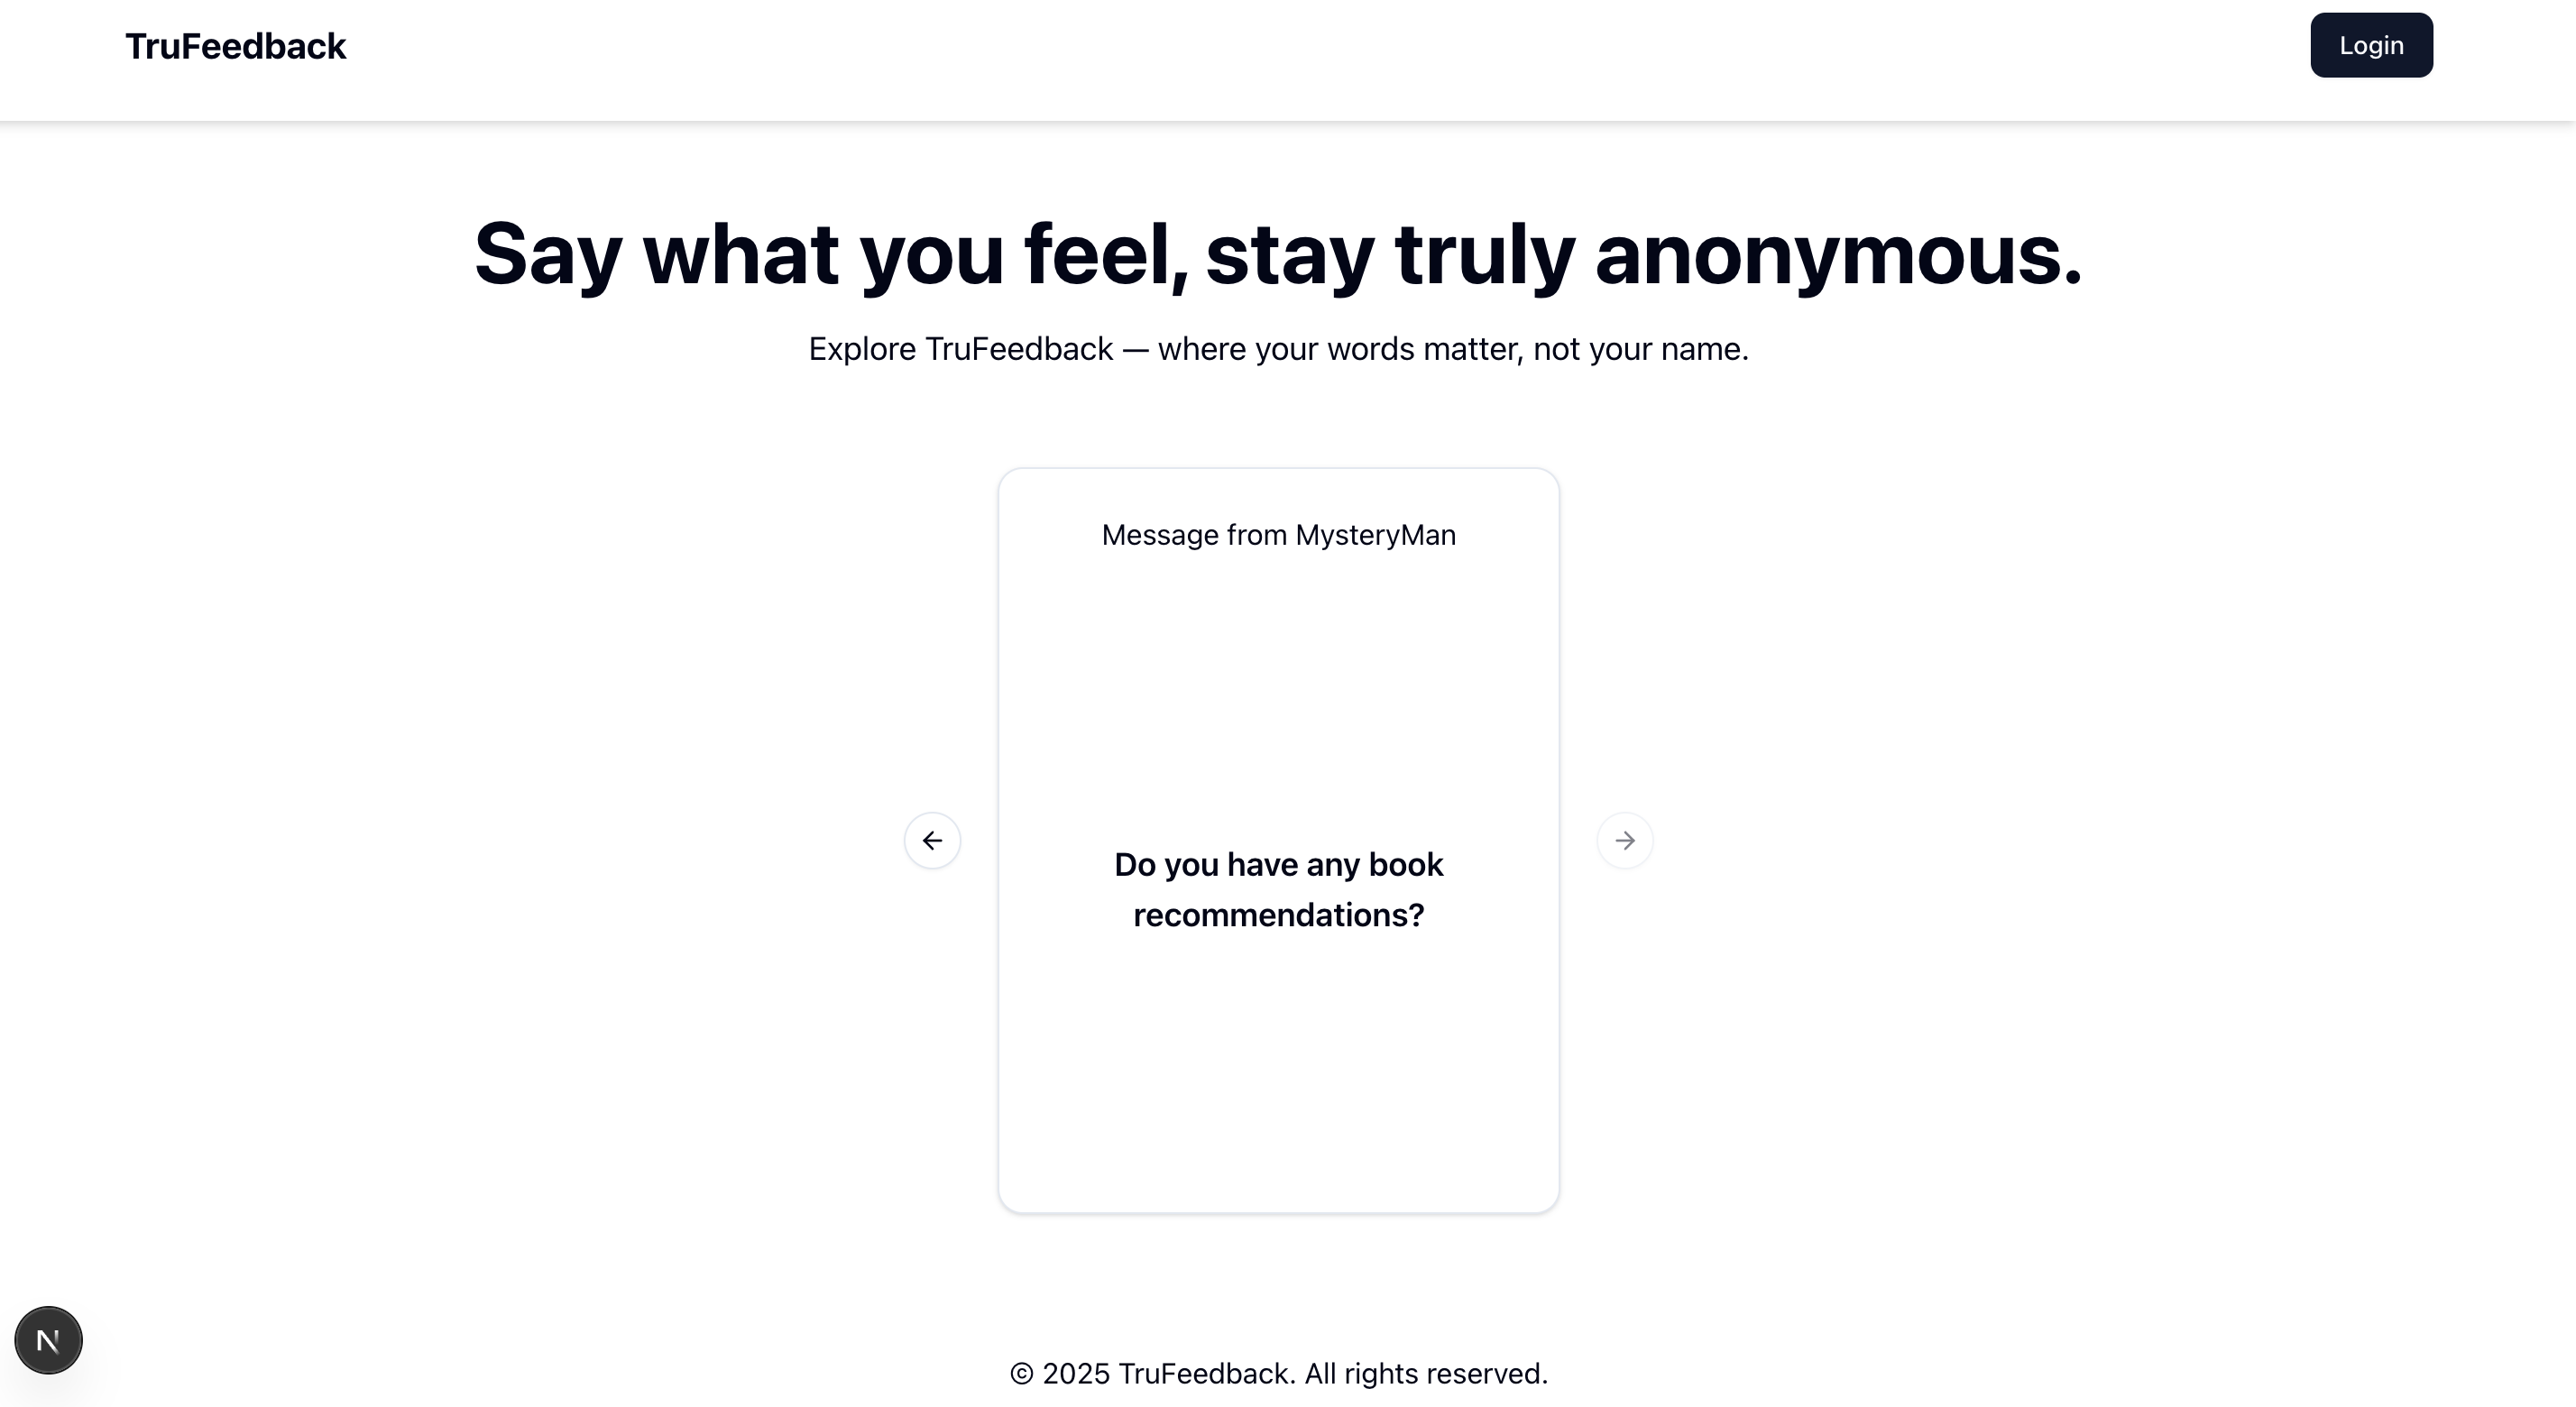 TruFeedback
Login
Say what you feel, stay truly anonymous.
Explore TruFeedback — where your words matter, not your name.
Message from MysteryMan
Do you have any book
recommendations?
N
© 2025 TruFeedback. All rights reserved.